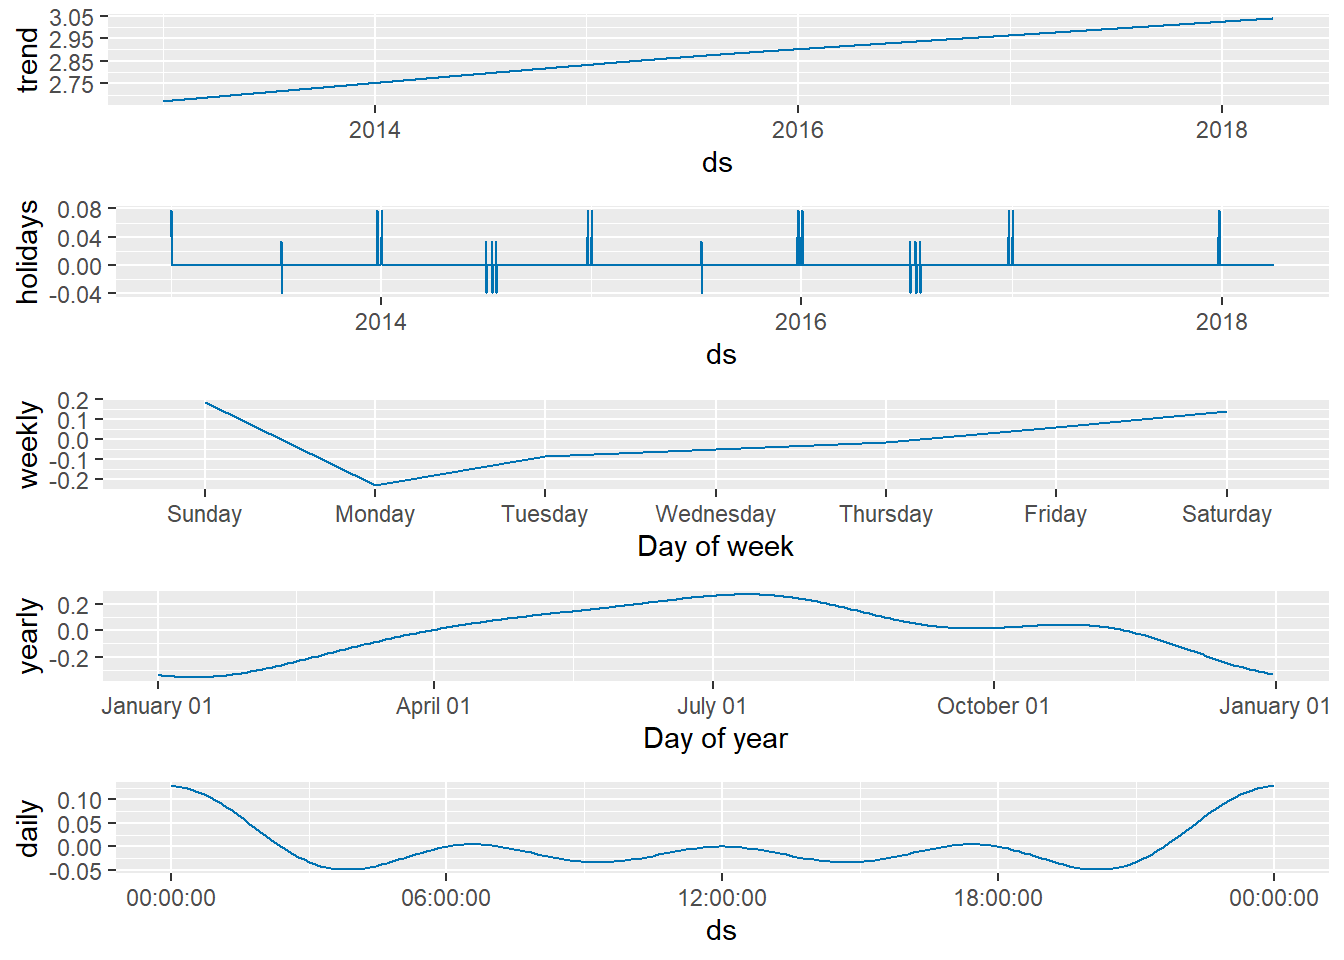 trend
3.05
2.95
2.85
2.75
2014 2016 2018
ds
holidays
0.08
0.04
0.00
-0.04
2014 2016 2018
ds
weekly
0.2
0.1
0.0
-0.1
-0.2
Sunday Monday Tuesday Wednesday Thursday Friday Saturday
Day of week
yearly
0.2
0.0
-0.2
January 01 April 01 July 01 October 01 January 01
Day of year
daily
0.10
0.05
0.00
-0.05
00:00:00 06:00:00 12:00:00 18:00:00 00:00:00
ds